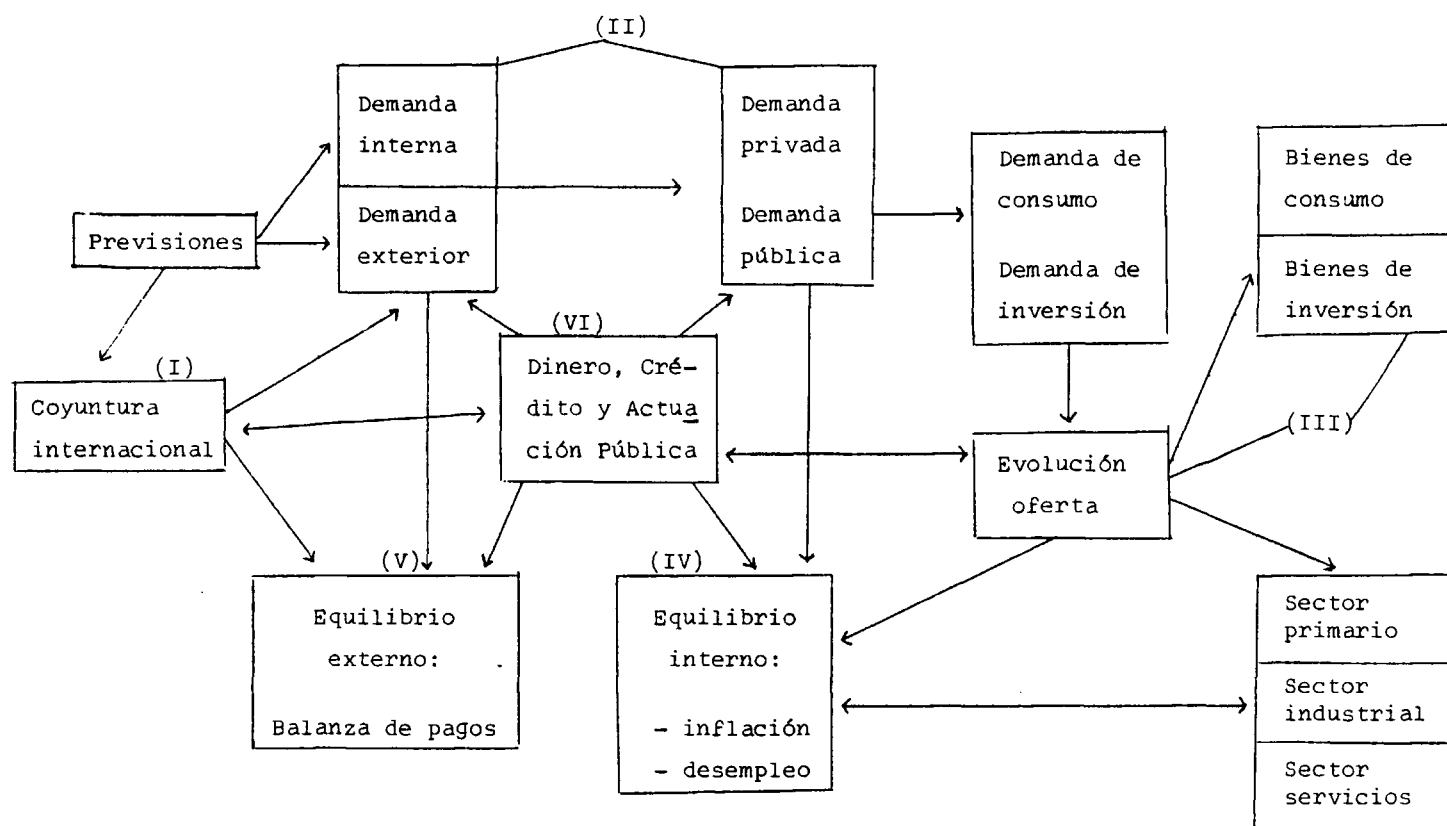 (II)
Demanda
interna
Demanda
exterior
Demanda
privada
Demanda
pública
Demanda de
consumo
Demanda de
inversión
Bienes de
consumo
Bienes de
inversión
Previsiones
(I)
Coyuntura
internacional
(VI)
Dinero, Cré-
dito y Actua
ción Pública
(III)
Evolución
oferta
(V)
Equilibrio
externo:
Balanza de pagos
(IV)
Equilibrio
interno:
- inflación
- desempleo
Sector
primario
Sector
industrial
Sector
servicios